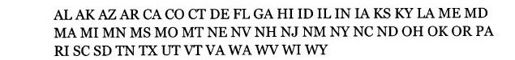 AL AK AZ AR CA CO CT DE FL GA HI ID IL IN IA KS KY LA ME MD
MA MI MN MS MO MT NE NV NH NJ NM NY NC ND OH OK OR PA
RI SC SD TN TX UT VT VA WA WV WI WY